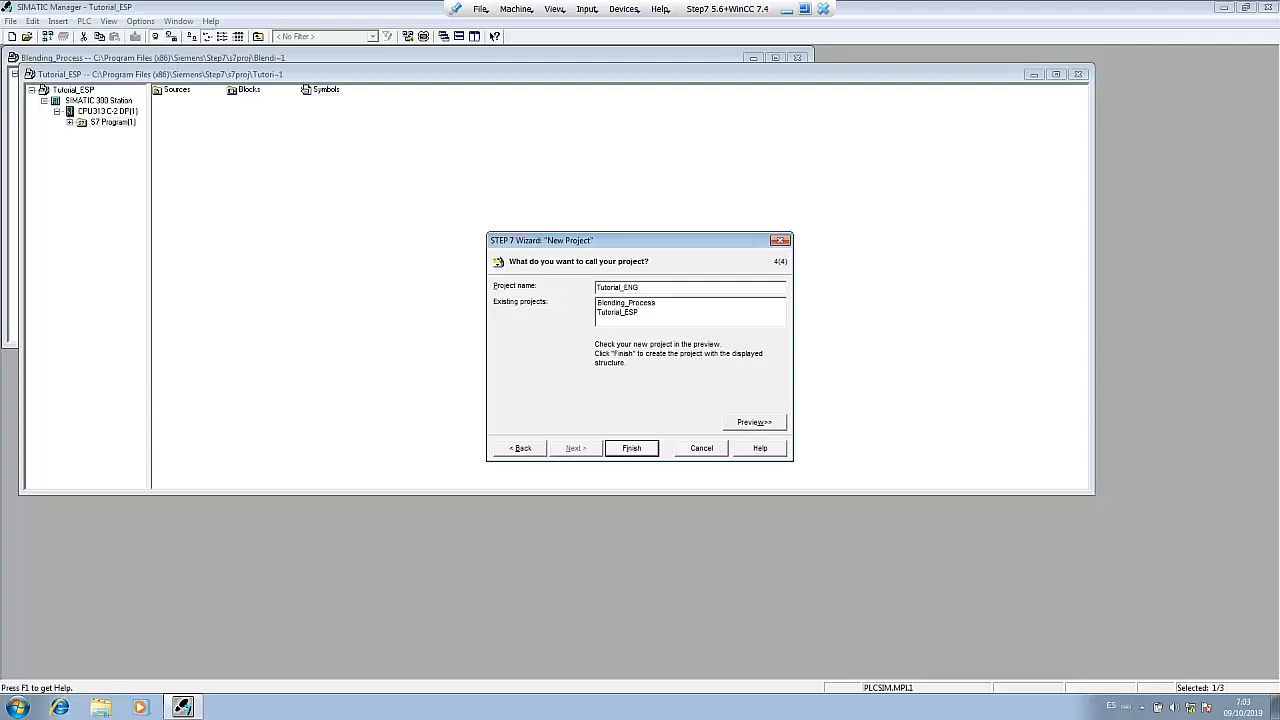 SIMATIC Manager - Tutorial_ESP
File Machine View Input Devices Help Step7 5.6+WinCC 7.4
File Edit Insert PLC View Options Window Help
< No Filter >
Blending_Process -- C:\Program Files (x86)\Siemens\Step7\s7proj\Blendi~1
Tutorial_ESP -- C:\Program Files (x86)\Siemens\Step7\s7proj\Tutori~1
Tutorial_ESP
SIMATIC 300 Station
CPU313 C-2 DP(1)
S7 Program(1)
Sources Blocks Symbols
STEP 7 Wizard: "New Project"
What do you want to call your project? 4(4)
Project name: Tutorial_ENG
Existing projects: Blending_Process
Tutorial_ESP
Check your new project in the preview.
Click "Finish" to create the project with the displayed
structure.
Preview>>
< Back Next > Finish Cancel Help
Press F1 to get Help. PLCSIM.MPI.1 Selected: 1/3
ES 7:03
09/10/2019